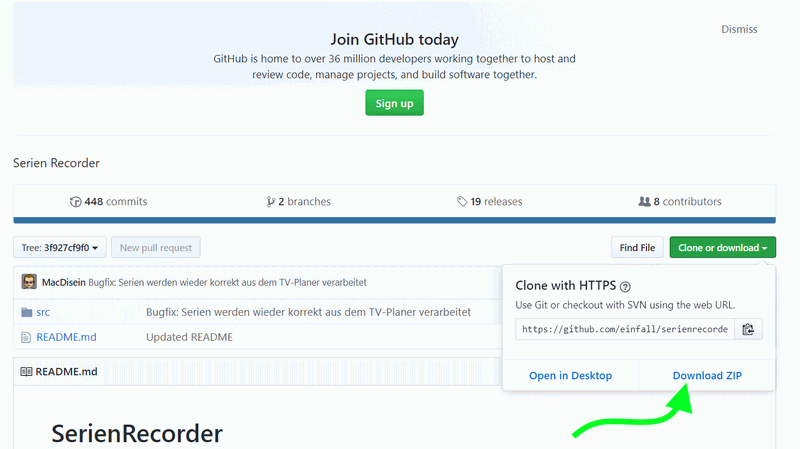 Join GitHub today
Dismiss
GitHub is home to over 36 million developers working together to host and
review code, manage projects, and build software together.
Sign up
Serien Recorder
448 commits
2 branches
19 releases
8 contributors
Tree: 3f927cf9f0
New pull request
Find File
Clone or download
MacDisein Bugfix: Serien werden wieder korrekt aus dem TV-Planer verarbeitet
src
Bugfix: Serien werden wieder korrekt aus dem TV-Planer verarbeitet
README.md
Updated README
Clone with HTTPS ?
Use Git or checkout with SVN using the web URL.
https://github.com/einfall/serienrecorde
Open in Desktop
Download ZIP
README.md
SerienRecorder